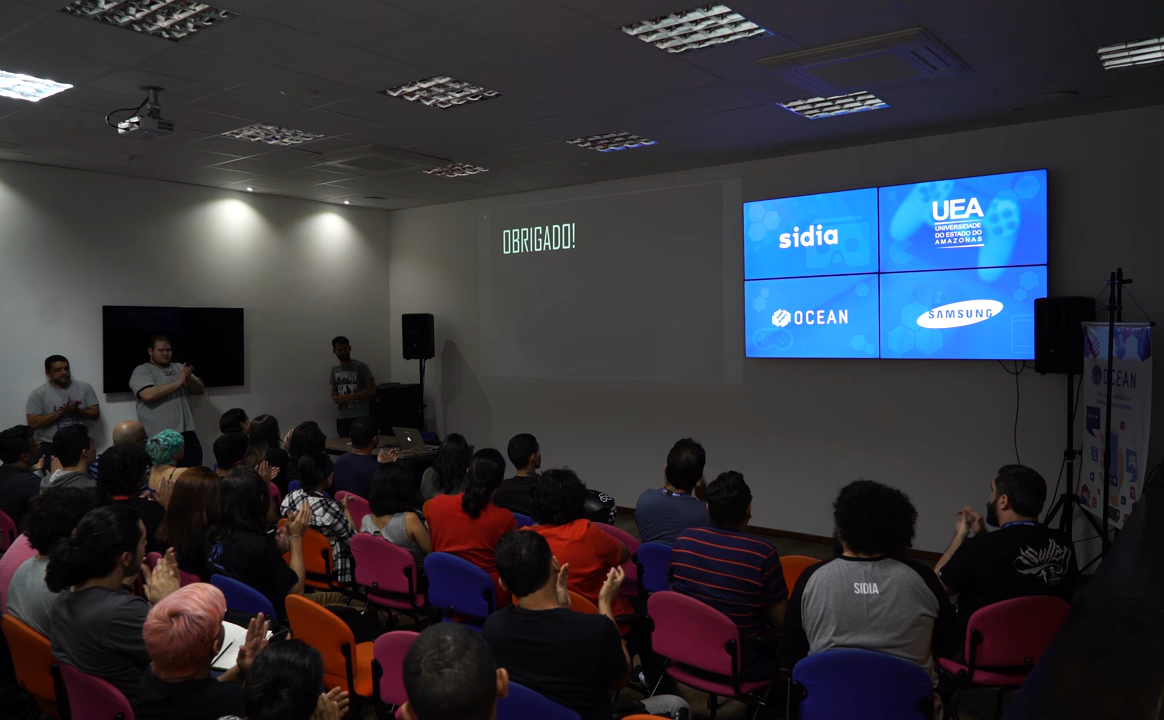 OBRIGADO!
sidia
UEA
UNIVERSIDADE
DO ESTADO DO
AMAZONAS
OCEAN
SAMSUNG
OCEAN
SIDIA